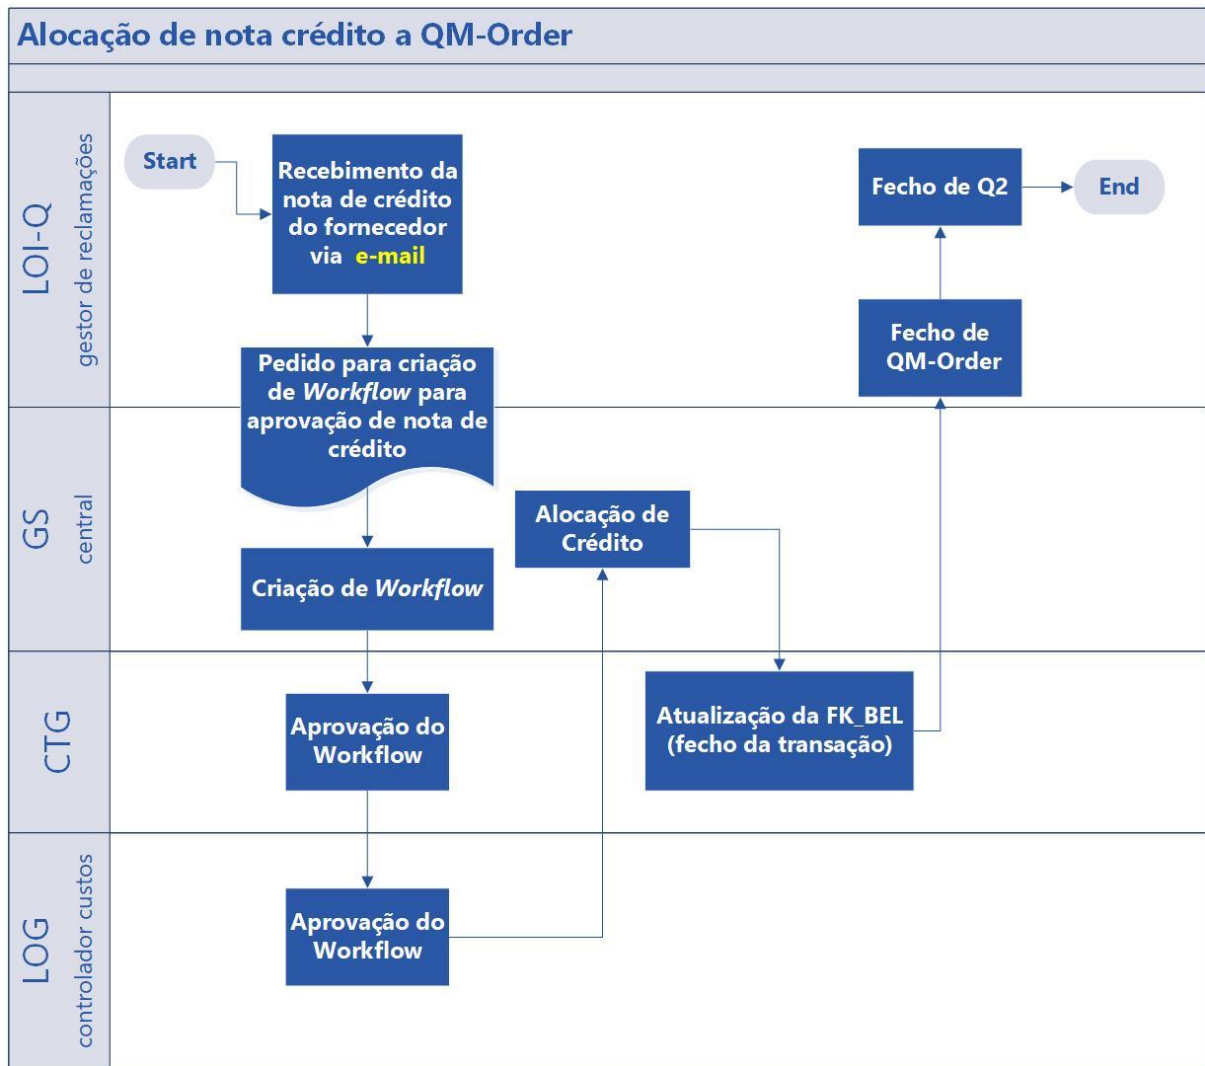 Alocação de nota crédito a QM-Order
LOI-Q
gestor de reclamações
Start
Recebimento da
nota de crédito
do fornecedor
via e-mail
Pedido para criação
de Workflow para
aprovação de nota de
crédito
Fecho de Q2
End
Fecho de
QM-Order
GS
central
Criação de Workflow
Alocação de
Crédito
CTG
Aprovação do
Workflow
Atualização da FK_BEL
(fecho da transação)
LOG
controlador custos
Aprovação do
Workflow